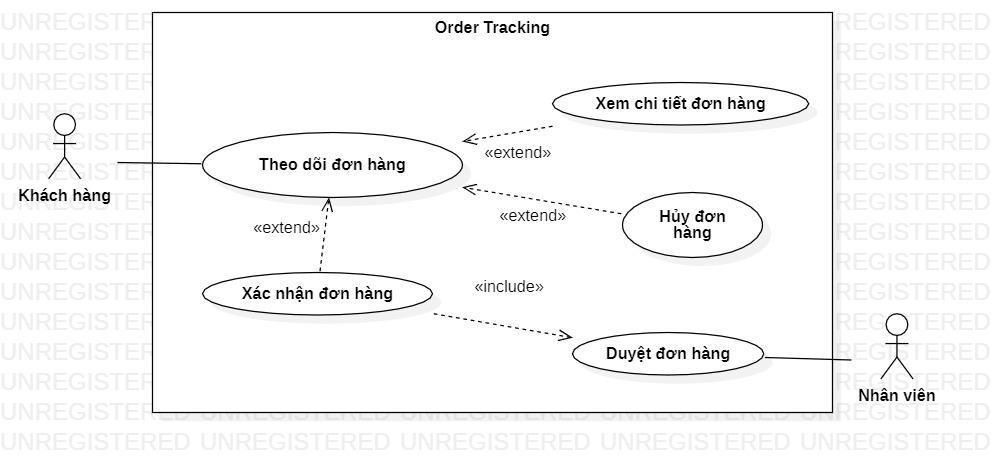 Order Tracking
Xem chi tiết đơn hàng
«extend»
Theo dõi đơn hàng
Khách hàng
«extend»
Hủy đơn
hàng
«extend»
Xác nhận đơn hàng
«include»
Duyệt đơn hàng
Nhân viên
UNREGISTERED UNREGISTERED UNREGISTERED UNREGISTERED UNREGISTERED